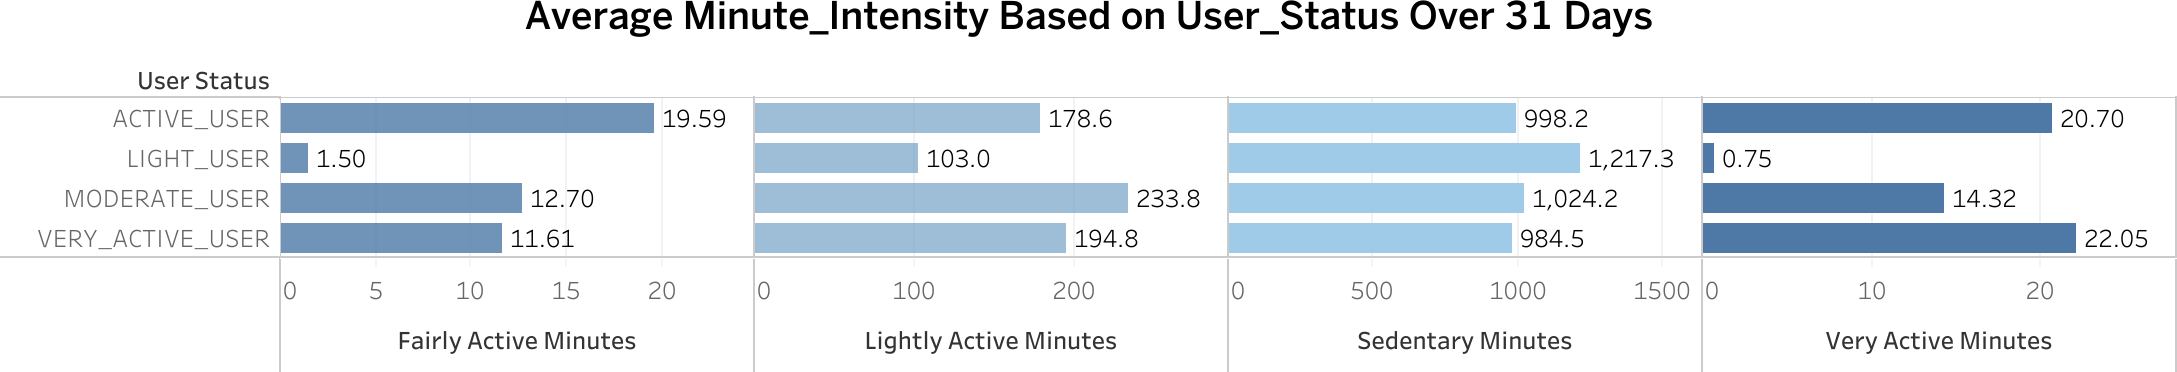 Average Minute_Intensity Based on User_Status Over 31 Days
User Status
ACTIVE_USER 19.59 178.6 998.2 20.70
LIGHT_USER 1.50 103.0 1,217.3 0.75
MODERATE_USER 12.70 233.8 1,024.2 14.32
VERY_ACTIVE_USER 11.61 194.8 984.5 22.05
0 5 10 15 20 0 100 200 0 500 1000 1500 0 10 20
Fairly Active Minutes Lightly Active Minutes Sedentary Minutes Very Active Minutes